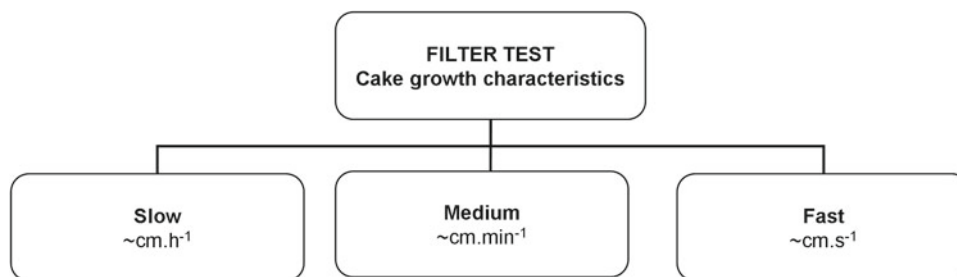 FILTER TEST
Cake growth characteristics
Slow
~cm.h⁻¹
Medium
~cm.min⁻¹
Fast
~cm.s⁻¹